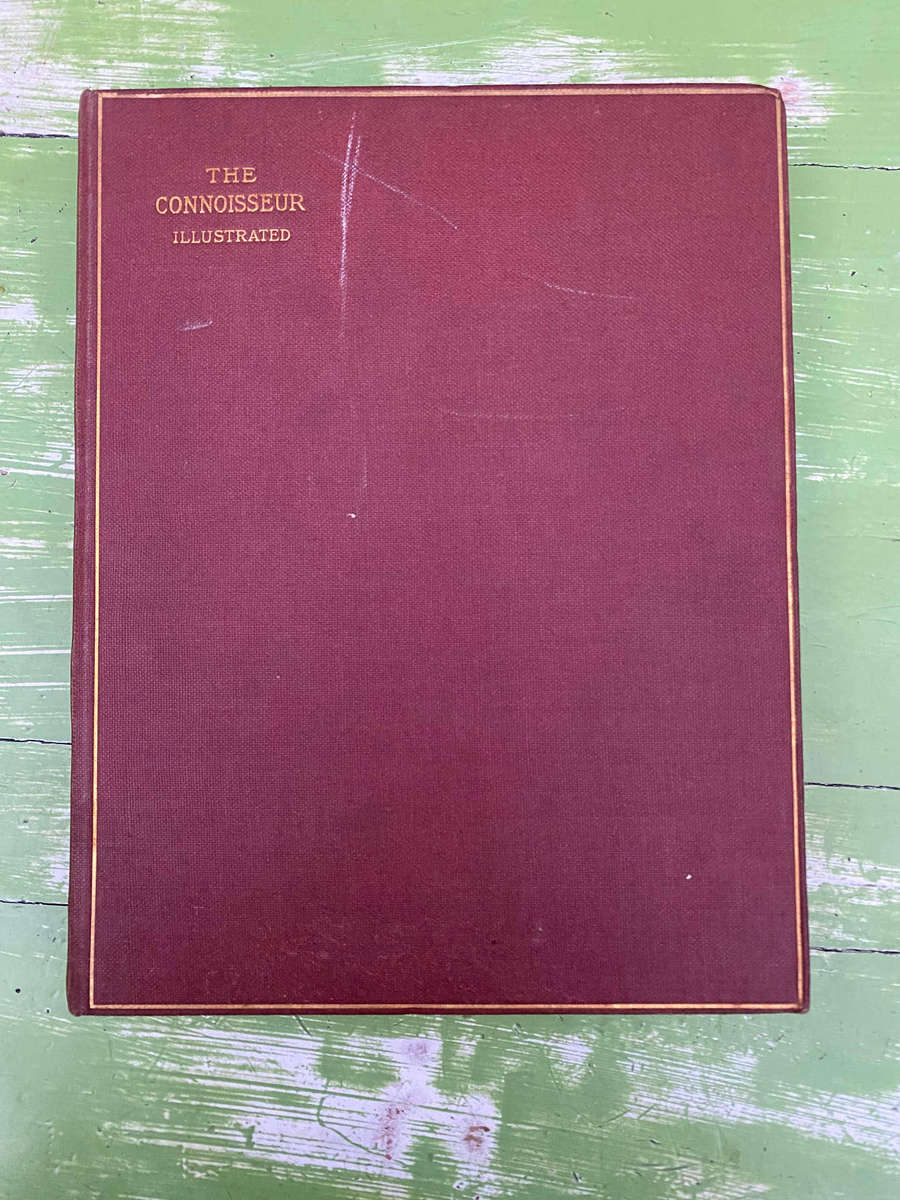 THE
CONNOISSEUR
ILLUSTRATED